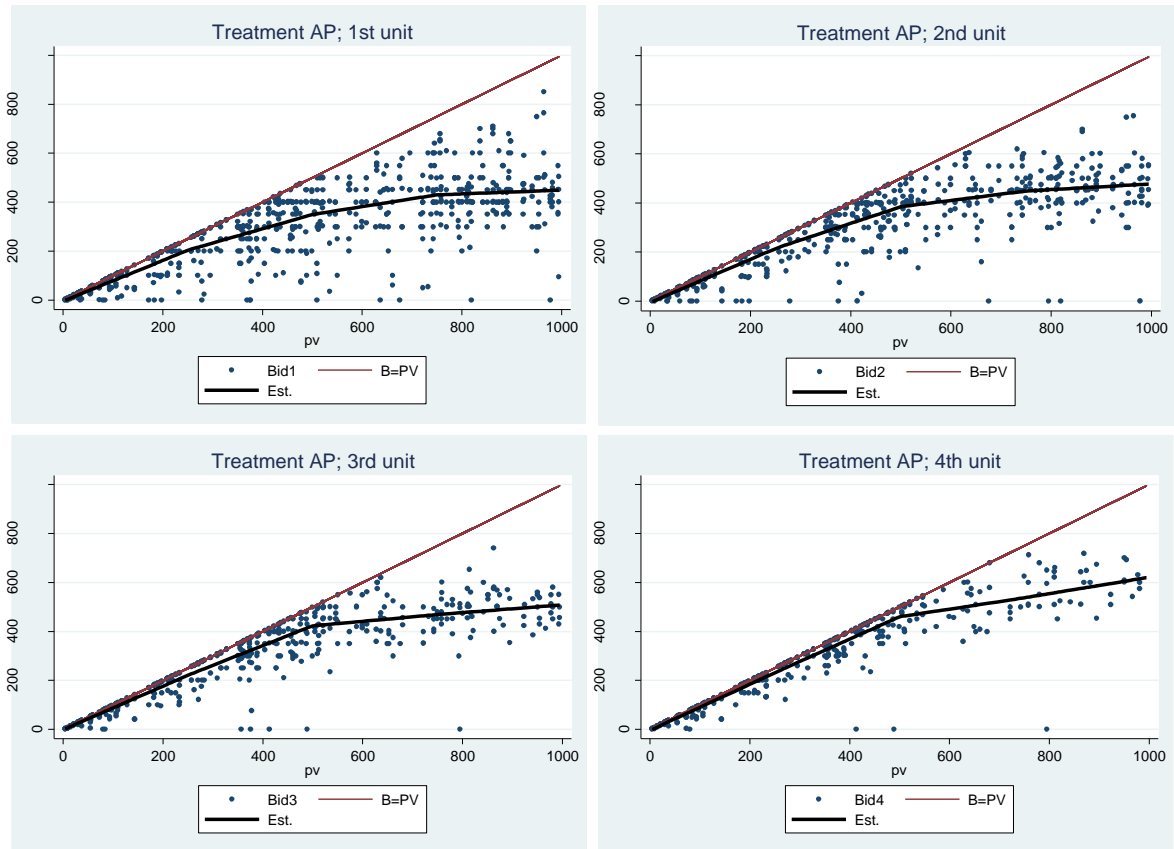 Treatment AP; 1st unit
800
600
400
200
0
0 200 400 600 800 1000
pv
Bid1 B=PV
Est.
Treatment AP; 2nd unit
800
600
400
200
0
0 200 400 600 800 1000
pv
Bid2 B=PV
Est.
Treatment AP; 3rd unit
800
600
400
200
0
0 200 400 600 800 1000
pv
Bid3 B=PV
Est.
Treatment AP; 4th unit
800
600
400
200
0
0 200 400 600 800 1000
pv
Bid4 B=PV
Est.